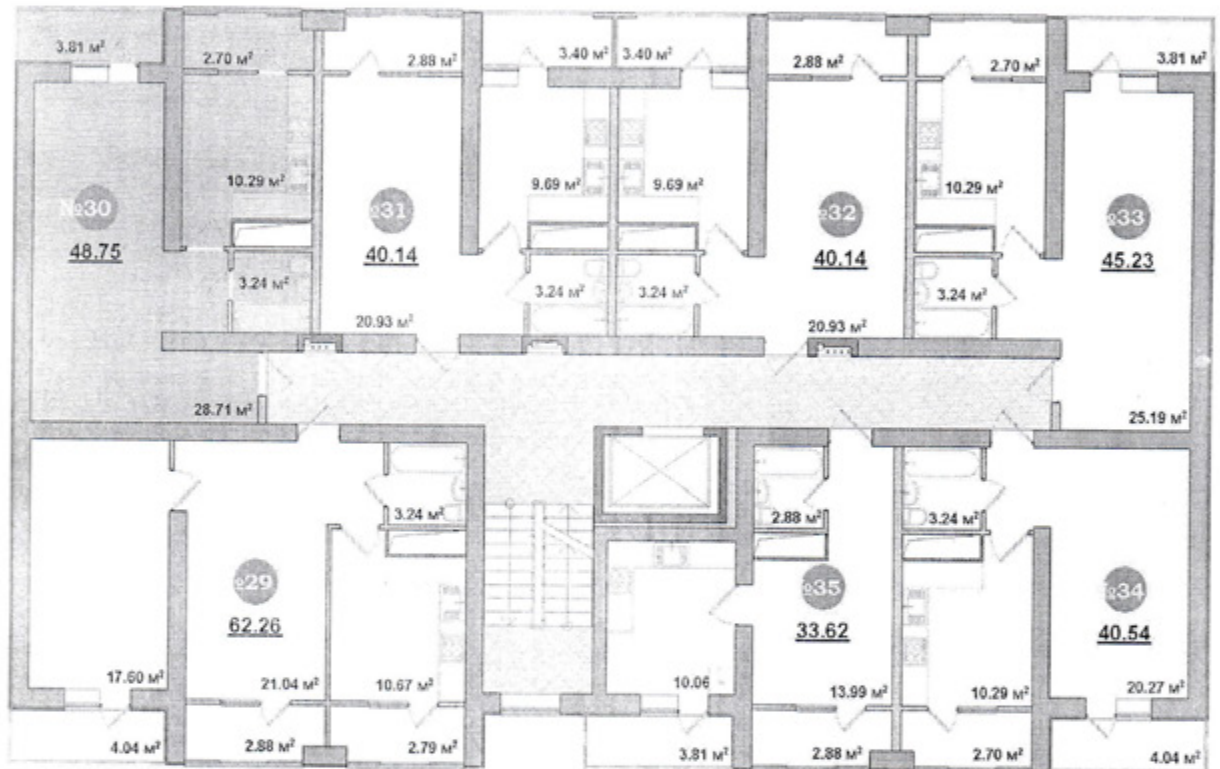 3.81 м²
2.70 м²
2.88 м²
3.40 м²
3.40 м²
2.88 м²
2.70 м²
3.81 м²
10.29 м²
9.69 м²
9.69 м²
10.29 м²
№30
48.75
№31
40.14
№32
40.14
№33
45.23
3.24 м²
3.24 м²
3.24 м²
3.24 м²
20.93 м²
20.93 м²
28.71 м²
25.19 м²
3.24 м²
2.88 м²
3.24 м²
№29
62.26
№35
33.62
№34
40.54
17.60 м²
21.04 м²
10.67 м²
10.06
13.99 м²
10.29 м²
20.27 м²
4.04 м²
2.88 м²
2.79 м²
3.81 м²
2.88 м²
2.70 м²
4.04 м²